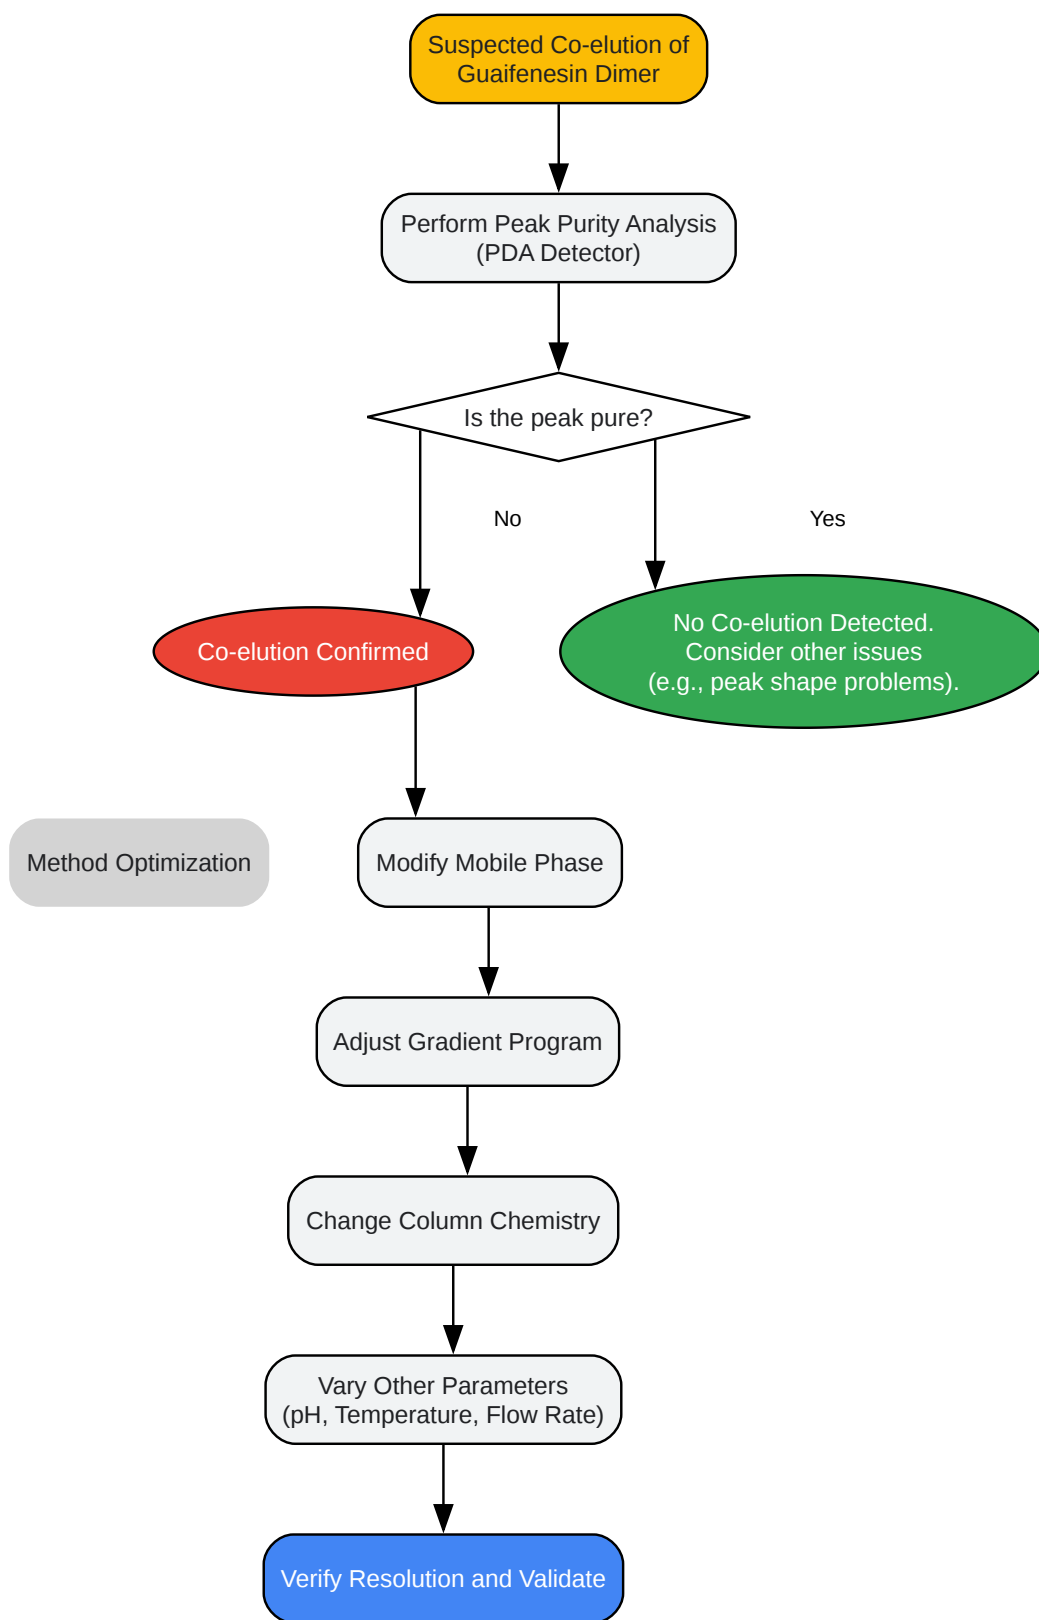 Suspected Co-elution of
Guaifenesin Dimer
Perform Peak Purity Analysis
(PDA Detector)
Is the peak pure?
No
Yes
Co-elution Confirmed
No Co-elution Detected.
Consider other issues
(e.g., peak shape problems).
Method Optimization
Modify Mobile Phase
Adjust Gradient Program
Change Column Chemistry
Vary Other Parameters
(pH, Temperature, Flow Rate)
Verify Resolution and Validate